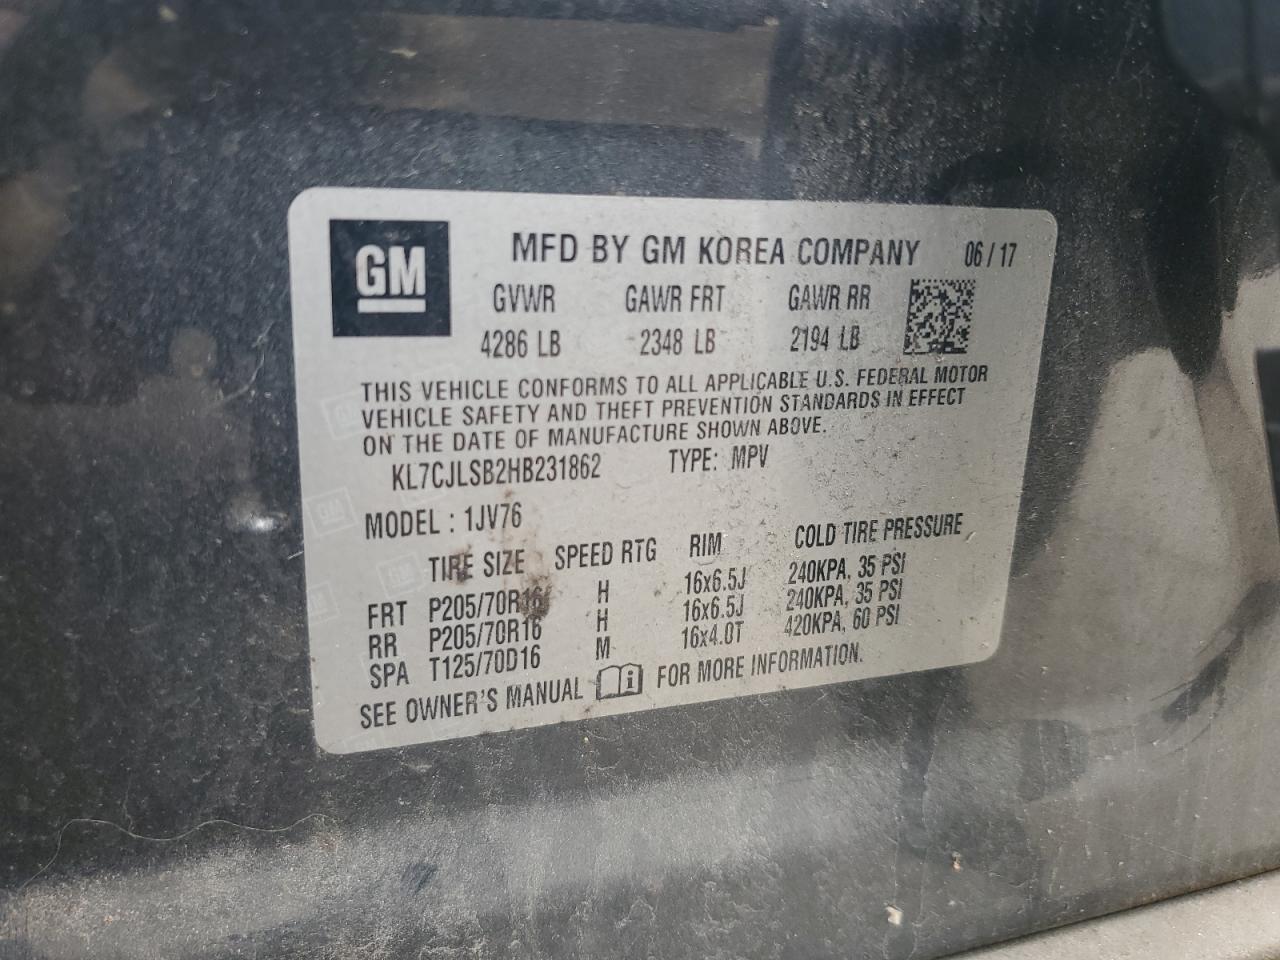 GM
MFD BY GM KOREA COMPANY 06/17
GVWR GAWR FRT GAWR RR
4286 LB 2348 LB 2194 LB
THIS VEHICLE CONFORMS TO ALL APPLICABLE U.S. FEDERAL MOTOR
VEHICLE SAFETY AND THEFT PREVENTION STANDARDS IN EFFECT
ON THE DATE OF MANUFACTURE SHOWN ABOVE.
KL7CJLSB2HB231862 TYPE: MPV
MODEL : 1JV76
TIRE SIZE SPEED RTG RIM COLD TIRE PRESSURE
FRT P205/70R16 H 16x6.5J 240KPA, 35 PSI
RR P205/70R16 H 16x6.5J 240KPA, 35 PSI
SPA T125/70D16 M 16x4.0T 420KPA, 60 PSI
SEE OWNER'S MANUAL i FOR MORE INFORMATION.